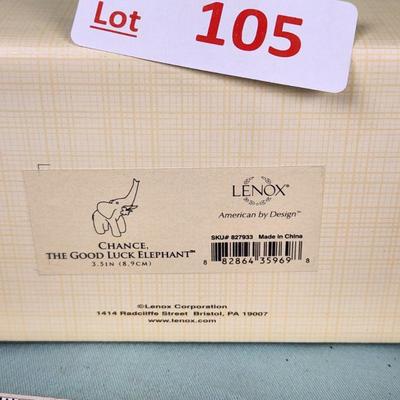 Lot 105
LENOX®
American by Design™
CHANCE,
THE GOOD LUCK ELEPHANT™
3.5IN (8.9CM)
SKU# 827933 Made in China
8 82864 35969 8
©Lenox Corporation
1414 Radcliffe Street Bristol, PA 19007
www.lenox.com